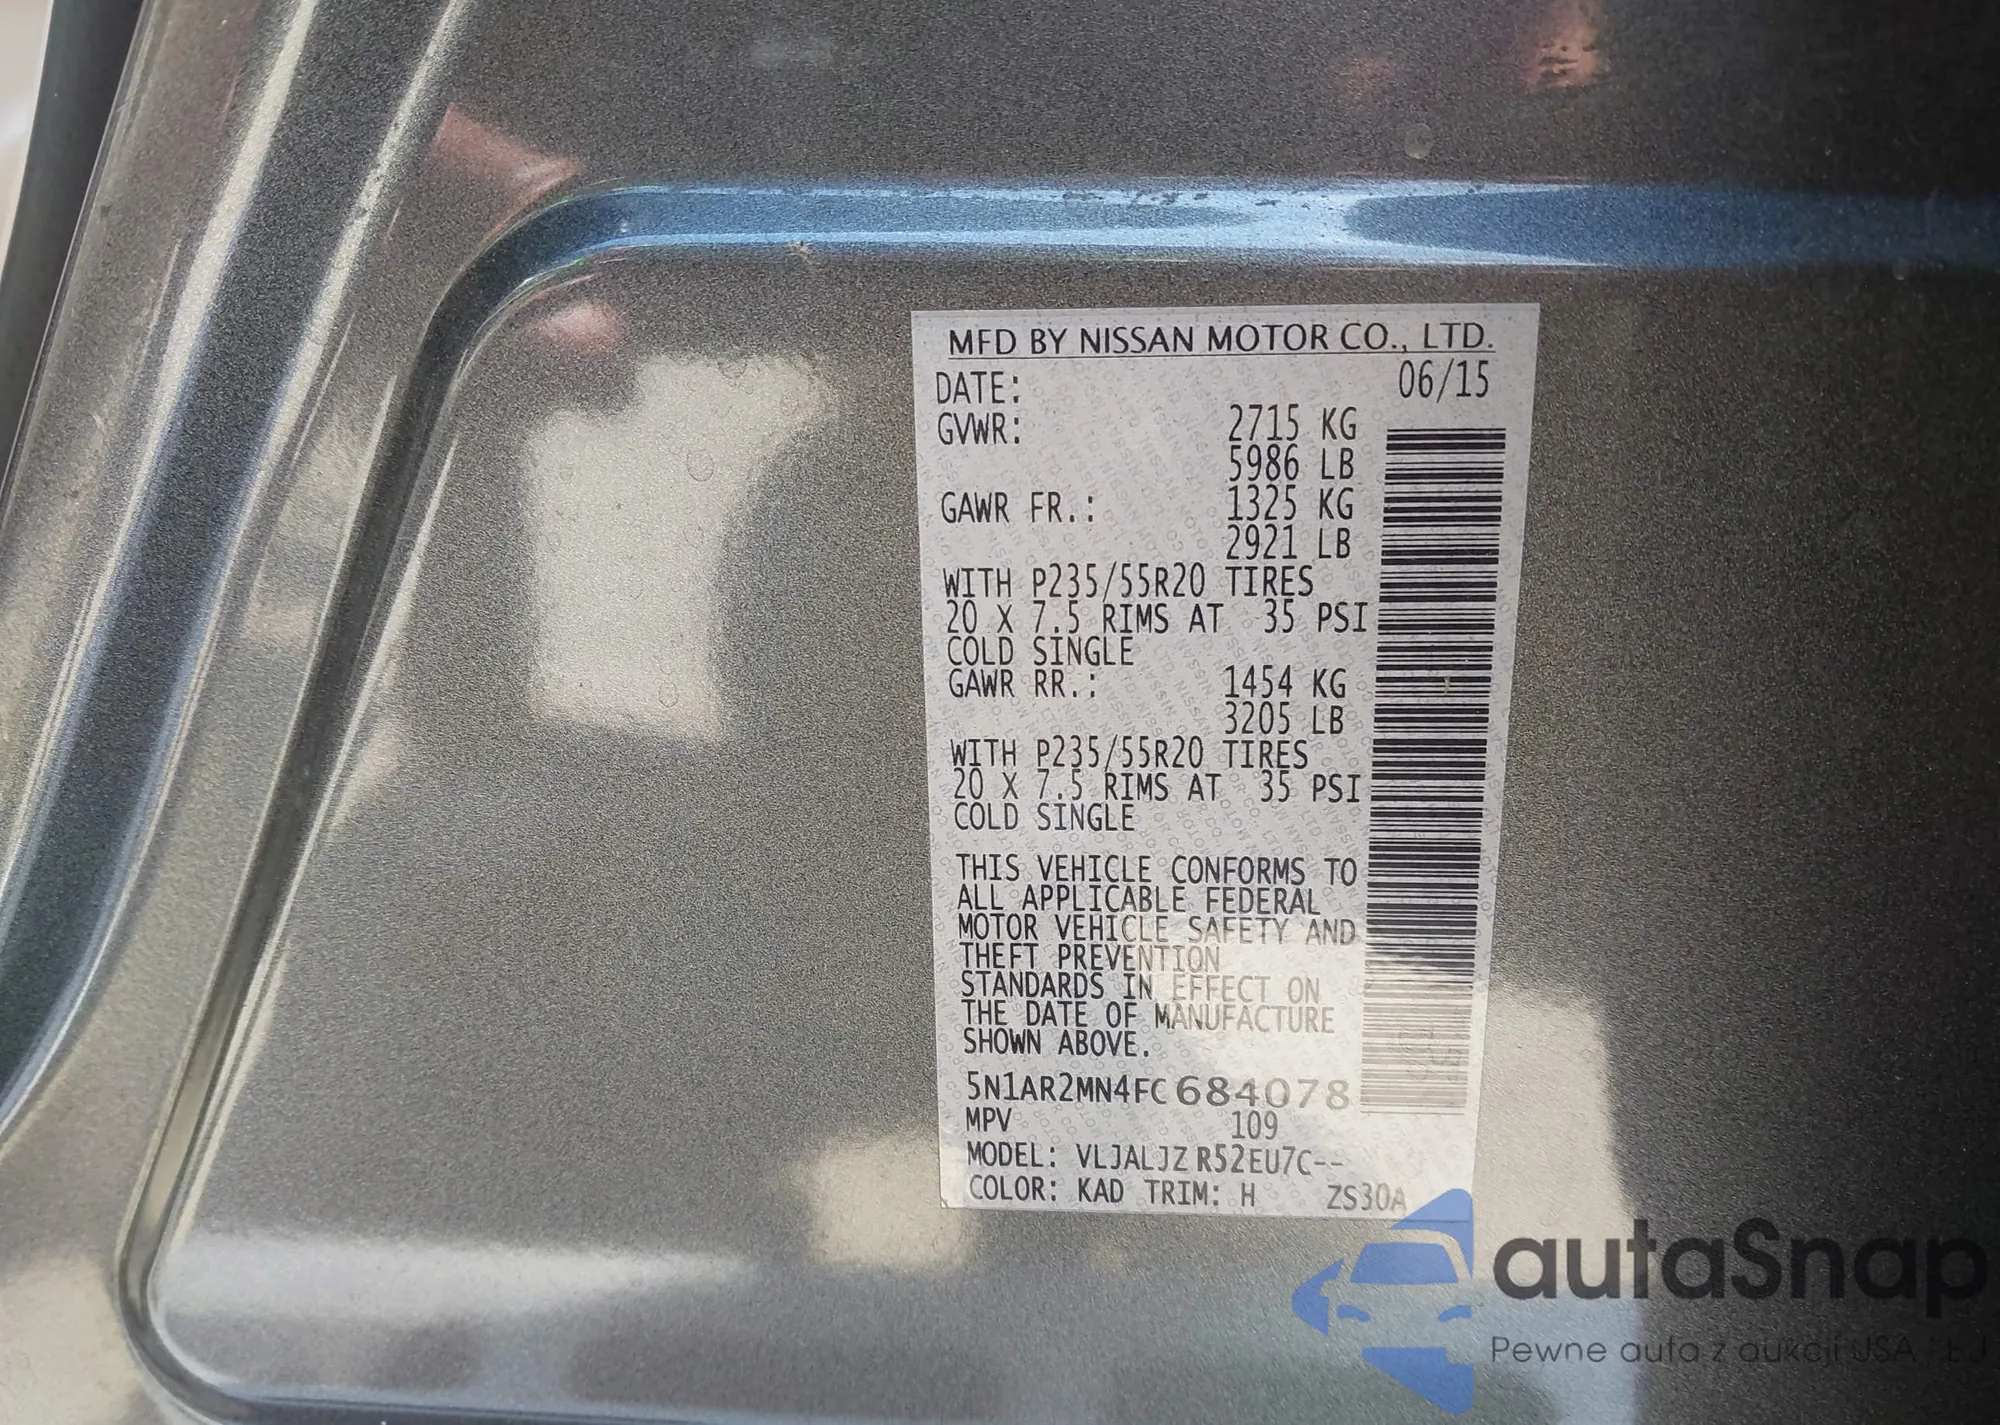 MFD BY NISSAN MOTOR CO., LTD.
DATE: 06/15
GVWR: 2715 KG
5986 LB
GAWR FR.: 1325 KG
2921 LB
WITH P235/55R20 TIRES
20 X 7.5 RIMS AT 35 PSI
COLD SINGLE
GAWR RR.: 1454 KG
3205 LB
WITH P235/55R20 TIRES
20 X 7.5 RIMS AT 35 PSI
COLD SINGLE
THIS VEHICLE CONFORMS TO
ALL APPLICABLE FEDERAL
MOTOR VEHICLE SAFETY AND
THEFT PREVENTION
STANDARDS IN EFFECT ON
THE DATE OF MANUFACTURE
SHOWN ABOVE.
5N1AR2MN4FC684078
MPV 109
MODEL: VLJALJZ R52EU7C--
COLOR: KAD TRIM: H ZS30A
autaSnap
Pewne auta z aukcji USA i EU